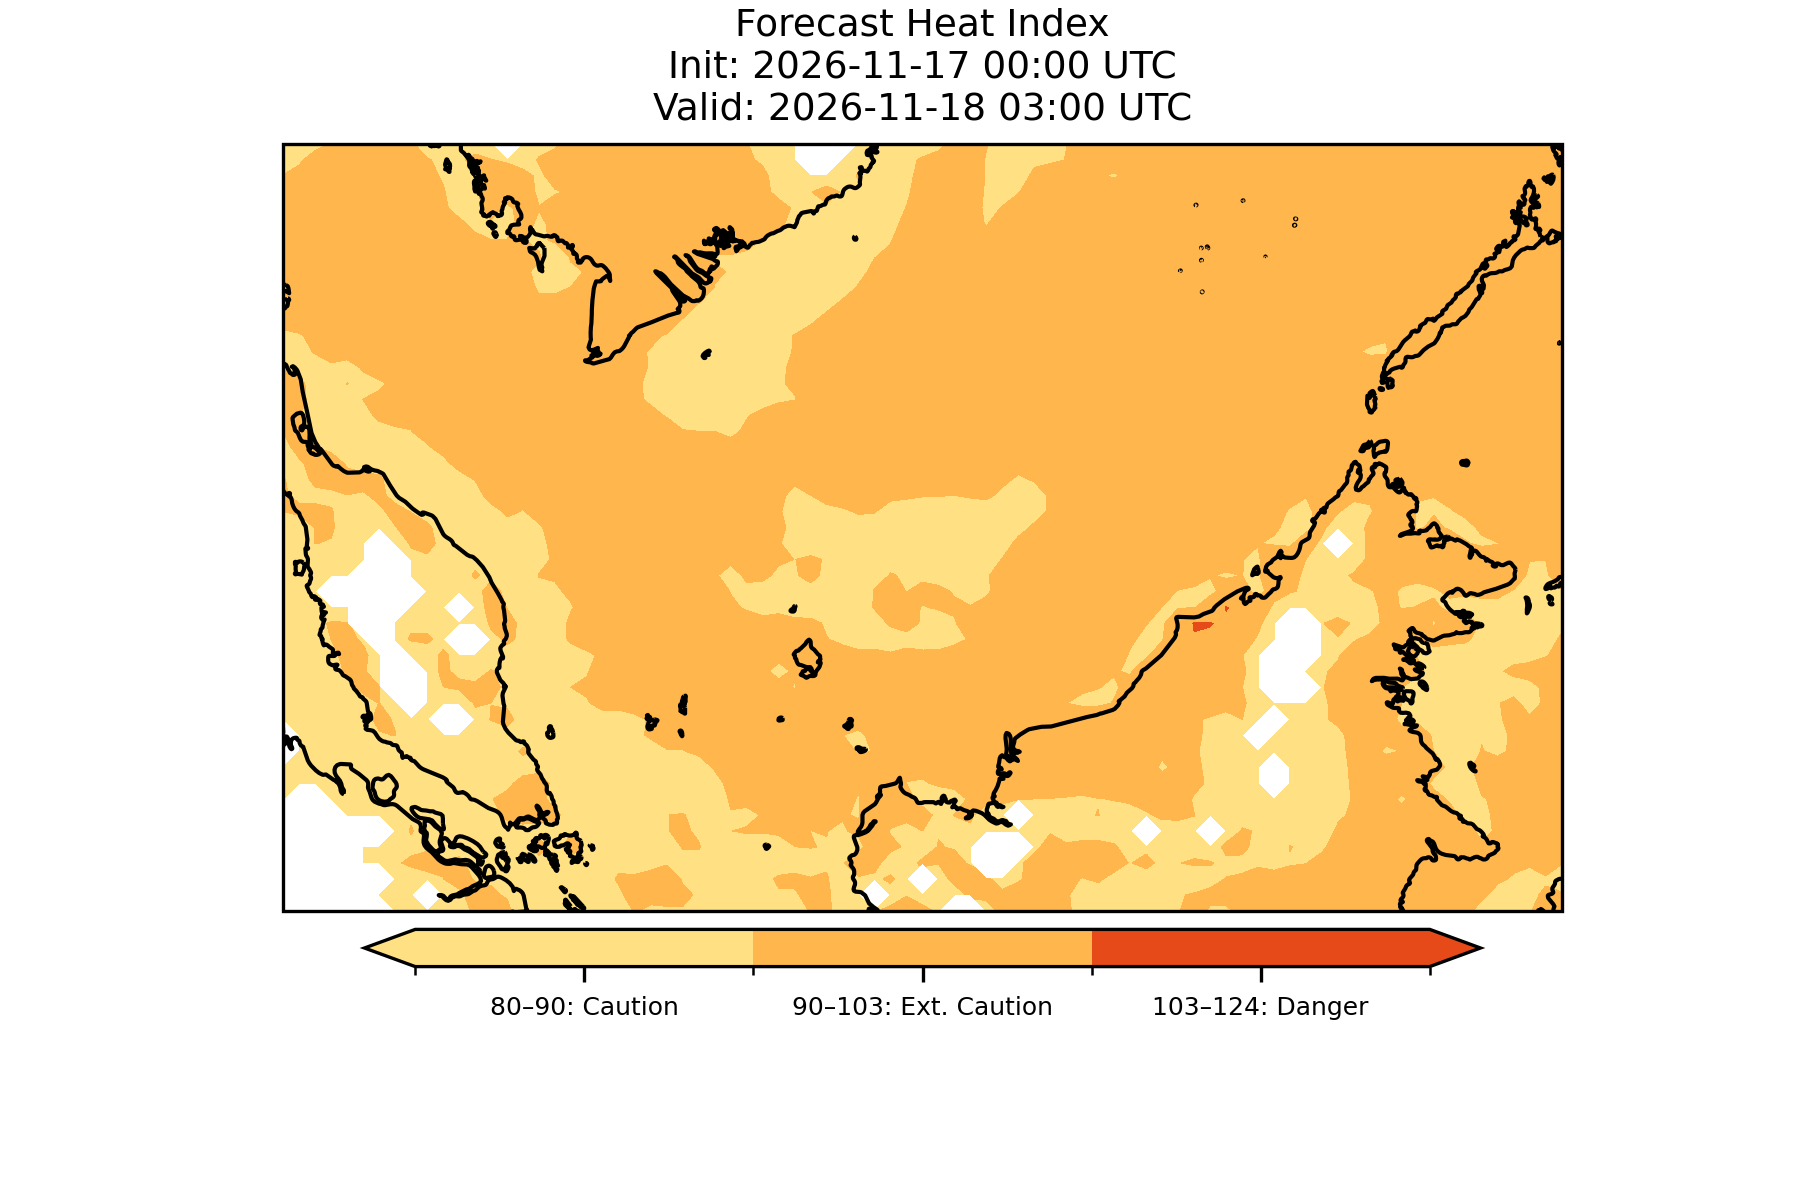 Forecast Heat Index
Init: 2026-11-17 00:00 UTC
Valid: 2026-11-18 03:00 UTC
80–90: Caution
90–103: Ext. Caution
103–124: Danger